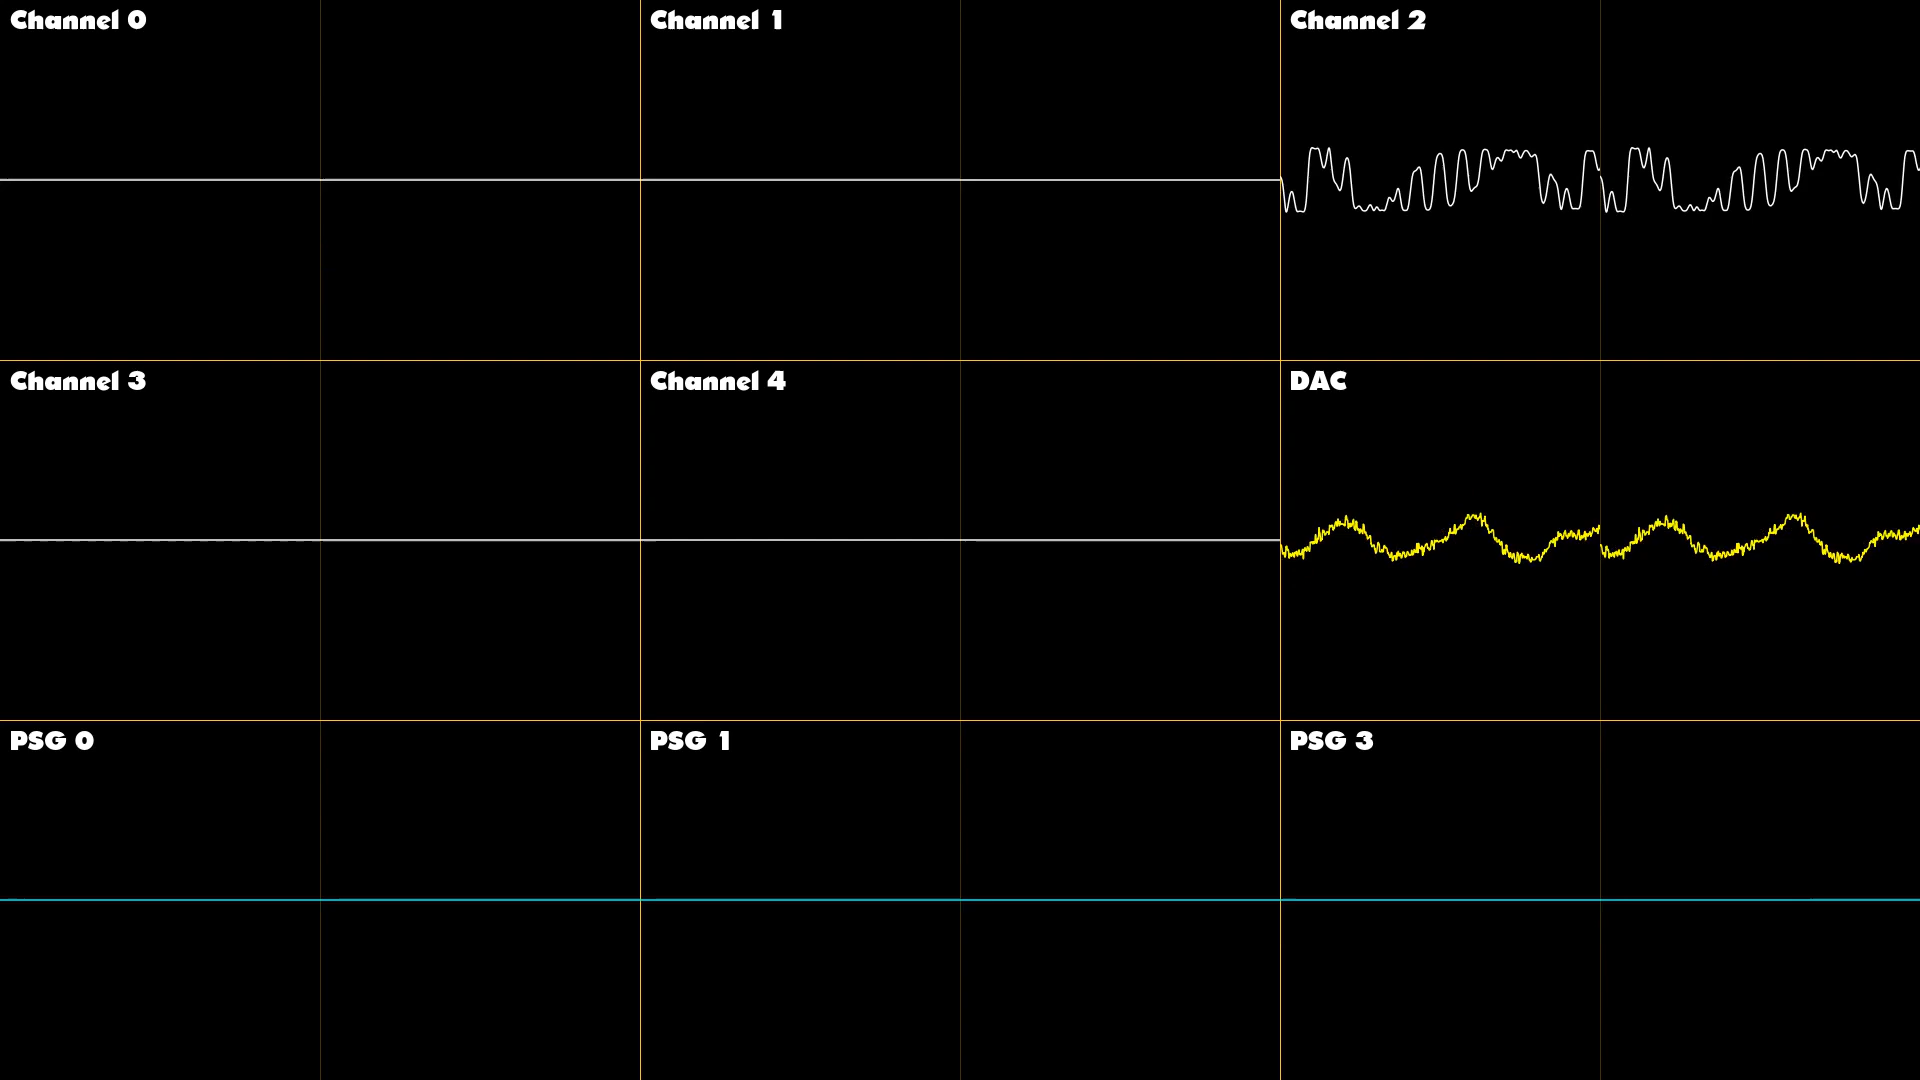 Channel 0
Channel 1
Channel 2
Channel 3
Channel 4
DAC
PSG 0
PSG 1
PSG 3